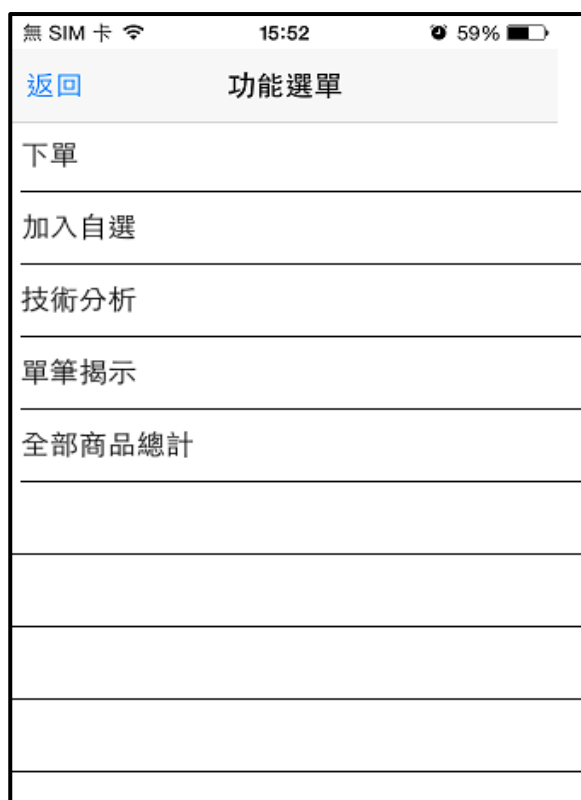 無 SIM 卡 15:52 59%
返回 功能選單
下單
加入自選
技術分析
單筆揭示
全部商品總計